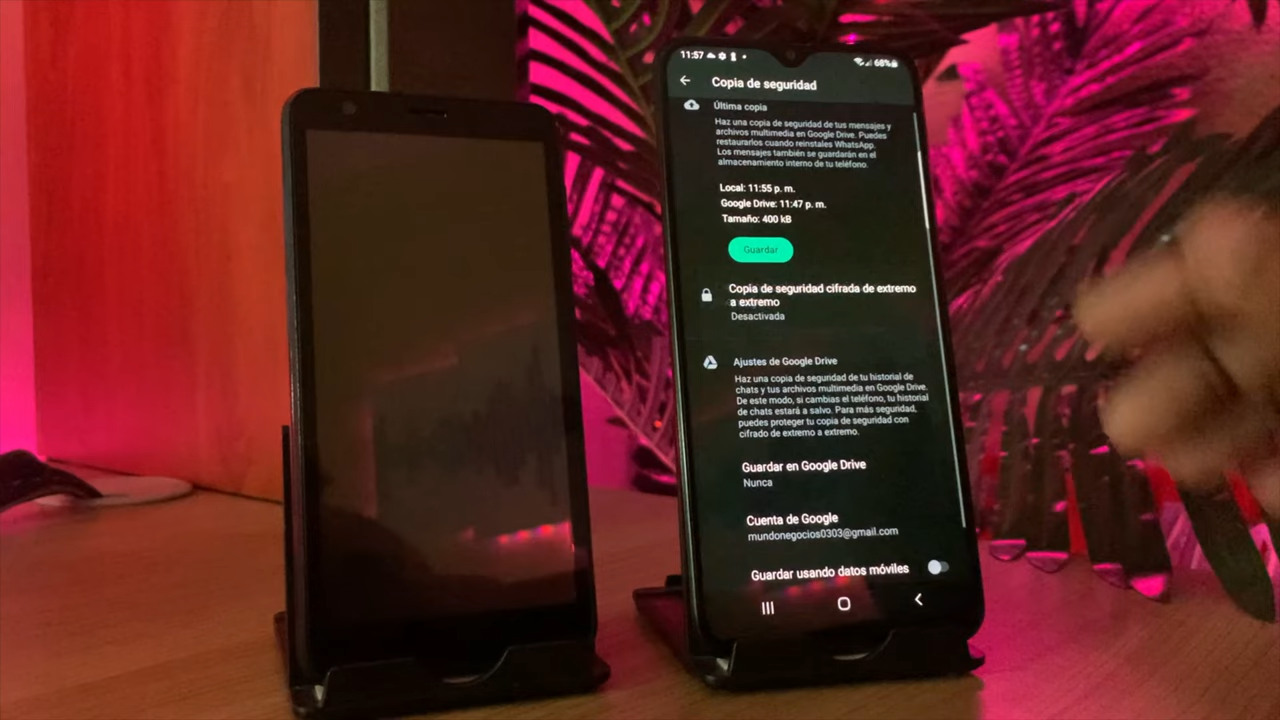 11:57
68%
Copia de seguridad
Última copia
Haz una copia de seguridad de tus mensajes y
archivos multimedia en Google Drive. Puedes
restaurarlos cuando reinstales WhatsApp.
Los mensajes también se guardarán en el
almacenamiento interno de tu teléfono.
Local: 11:55 p. m.
Google Drive: 11:47 p. m.
Tamaño: 400 kB
Guardar
Copia de seguridad cifrada de extremo
a extremo
Desactivada
Ajustes de Google Drive
Haz una copia de seguridad de tu historial de
chats y tus archivos multimedia en Google Drive.
De este modo, si cambias el teléfono, tu historial
de chats estará a salvo. Para más seguridad,
puedes proteger tu copia de seguridad con
cifrado de extremo a extremo.
Guardar en Google Drive
Nunca
Cuenta de Google
mundonegocios0303@gmail.com
Guardar usando datos móviles